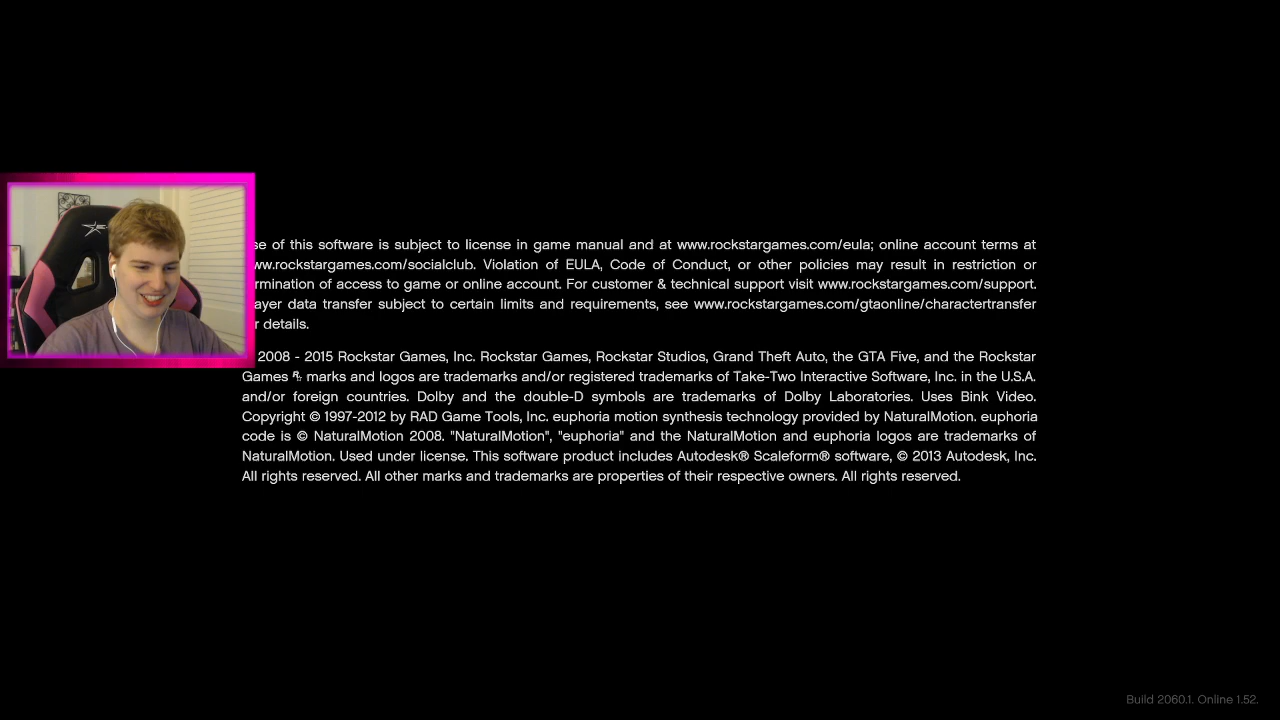 of this software is subject to license in game manual and at www.rockstargames.com/eula; online account terms at
.rockstargames.com/socialclub. Violation of EULA, Code of Conduct, or other policies may result in restriction or
of access to game or online account. For customer & technical support visit www.rockstargames.com/support.
data transfer subject to certain limits and requirements, see www.rockstargames.com/gtaonline/charactertransfer
details.
2008 - 2015 Rockstar Games, Inc. Rockstar Games, Rockstar Studios, Grand Theft Auto, the GTA Five, and the Rockstar
Games R* marks and logos are trademarks and/or registered trademarks of Take-Two Interactive Software, Inc. in the U.S.A.
and/or foreign countries. Dolby and the double-D symbols are trademarks of Dolby Laboratories. Uses Bink Video.
Copyright © 1997-2012 by RAD Game Tools, Inc. euphoria motion synthesis technology provided by NaturalMotion. euphoria
code is © NaturalMotion 2008. "NaturalMotion", "euphoria" and the NaturalMotion and euphoria logos are trademarks of
NaturalMotion. Used under license. This software product includes Autodesk® Scaleform® software, © 2013 Autodesk, Inc.
All rights reserved. All other marks and trademarks are properties of their respective owners. All rights reserved.
Build 2060.1. Online 1.52.